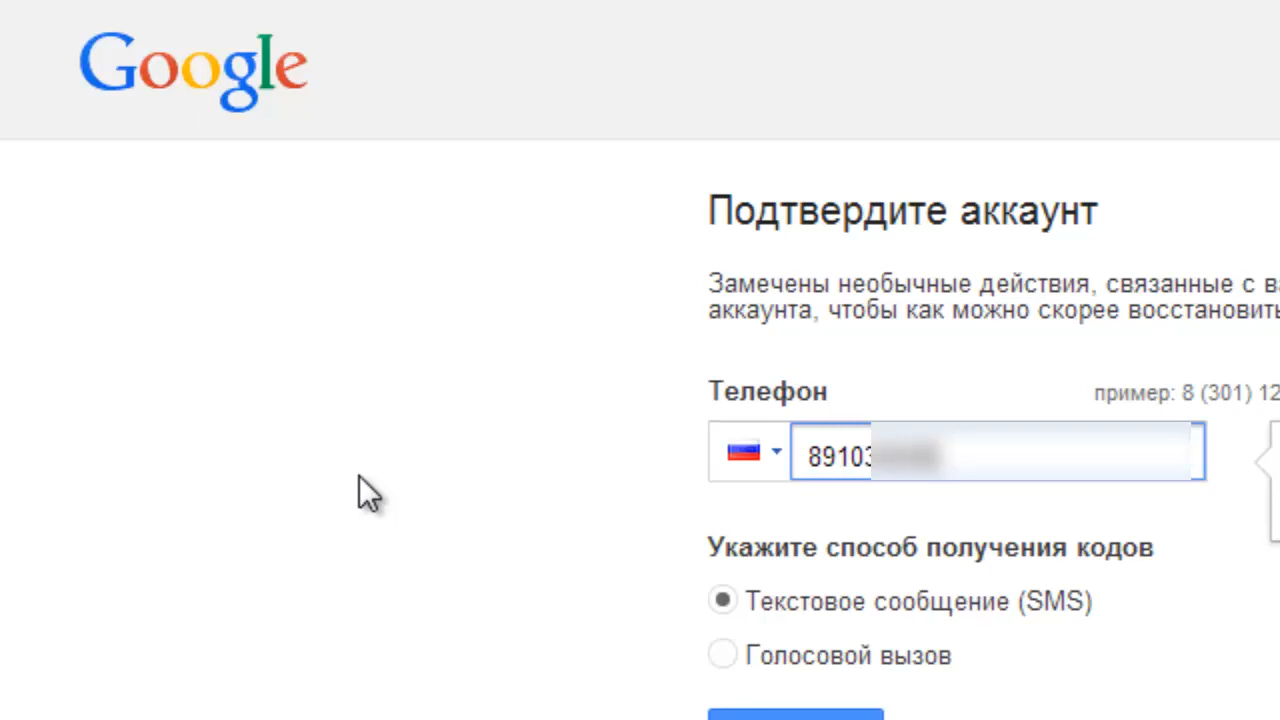 Google
Подтвердите аккаунт
Замечены необычные действия, связанные с
аккаунта, чтобы как можно скорее восстановить
Телефон
пример: 8 (301) 12
89103
Укажите способ получения кодов
Текстовое сообщение (SMS)
Голосовой вызов